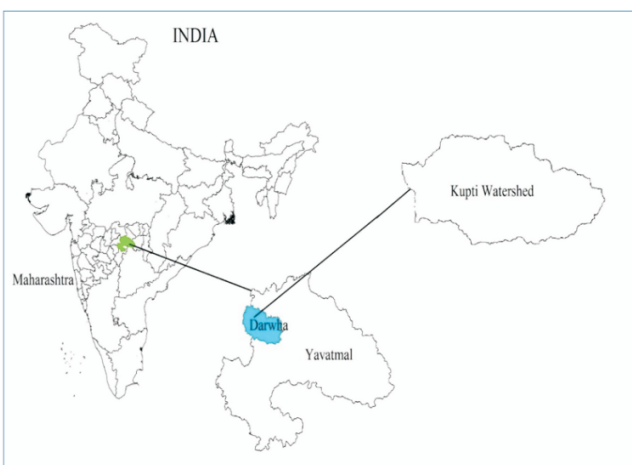 INDIA
Kupti Watershed
Maharashtra
Darwha
Yavatmal